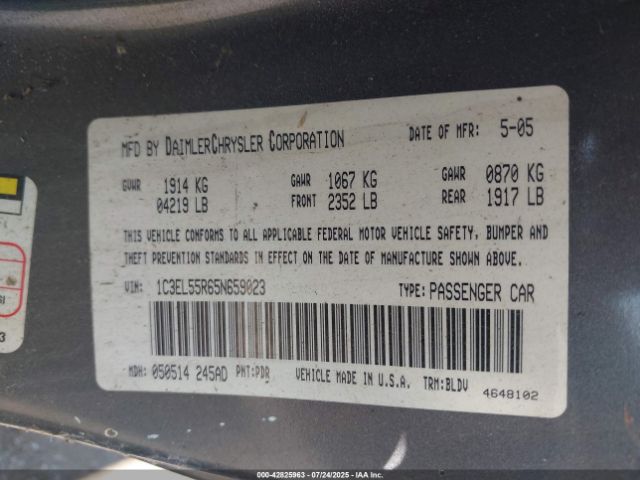 MFD BY DAIMLERCHRYSLER CORPORATION DATE OF MFR: 5-05
GVWR 1914 KG GAWR 1067 KG GAWR 0870 KG
04219 LB FRONT 2352 LB REAR 1917 LB
THIS VEHICLE CONFORMS TO ALL APPLICABLE FEDERAL MOTOR VEHICLE SAFETY, BUMPER AND
THEFT PREVENTION STANDARDS IN EFFECT ON THE DATE OF MANUFACTURE SHOWN ABOVE.
VIN: 1C3EL55R65N659023 TYPE: PASSENGER CAR
MDH: 050514 245AD PNT:PDR VEHICLE MADE IN U.S.A. TRM:BLDV
4648102
000-42825963 - 07/24/2025 - IAA Inc.